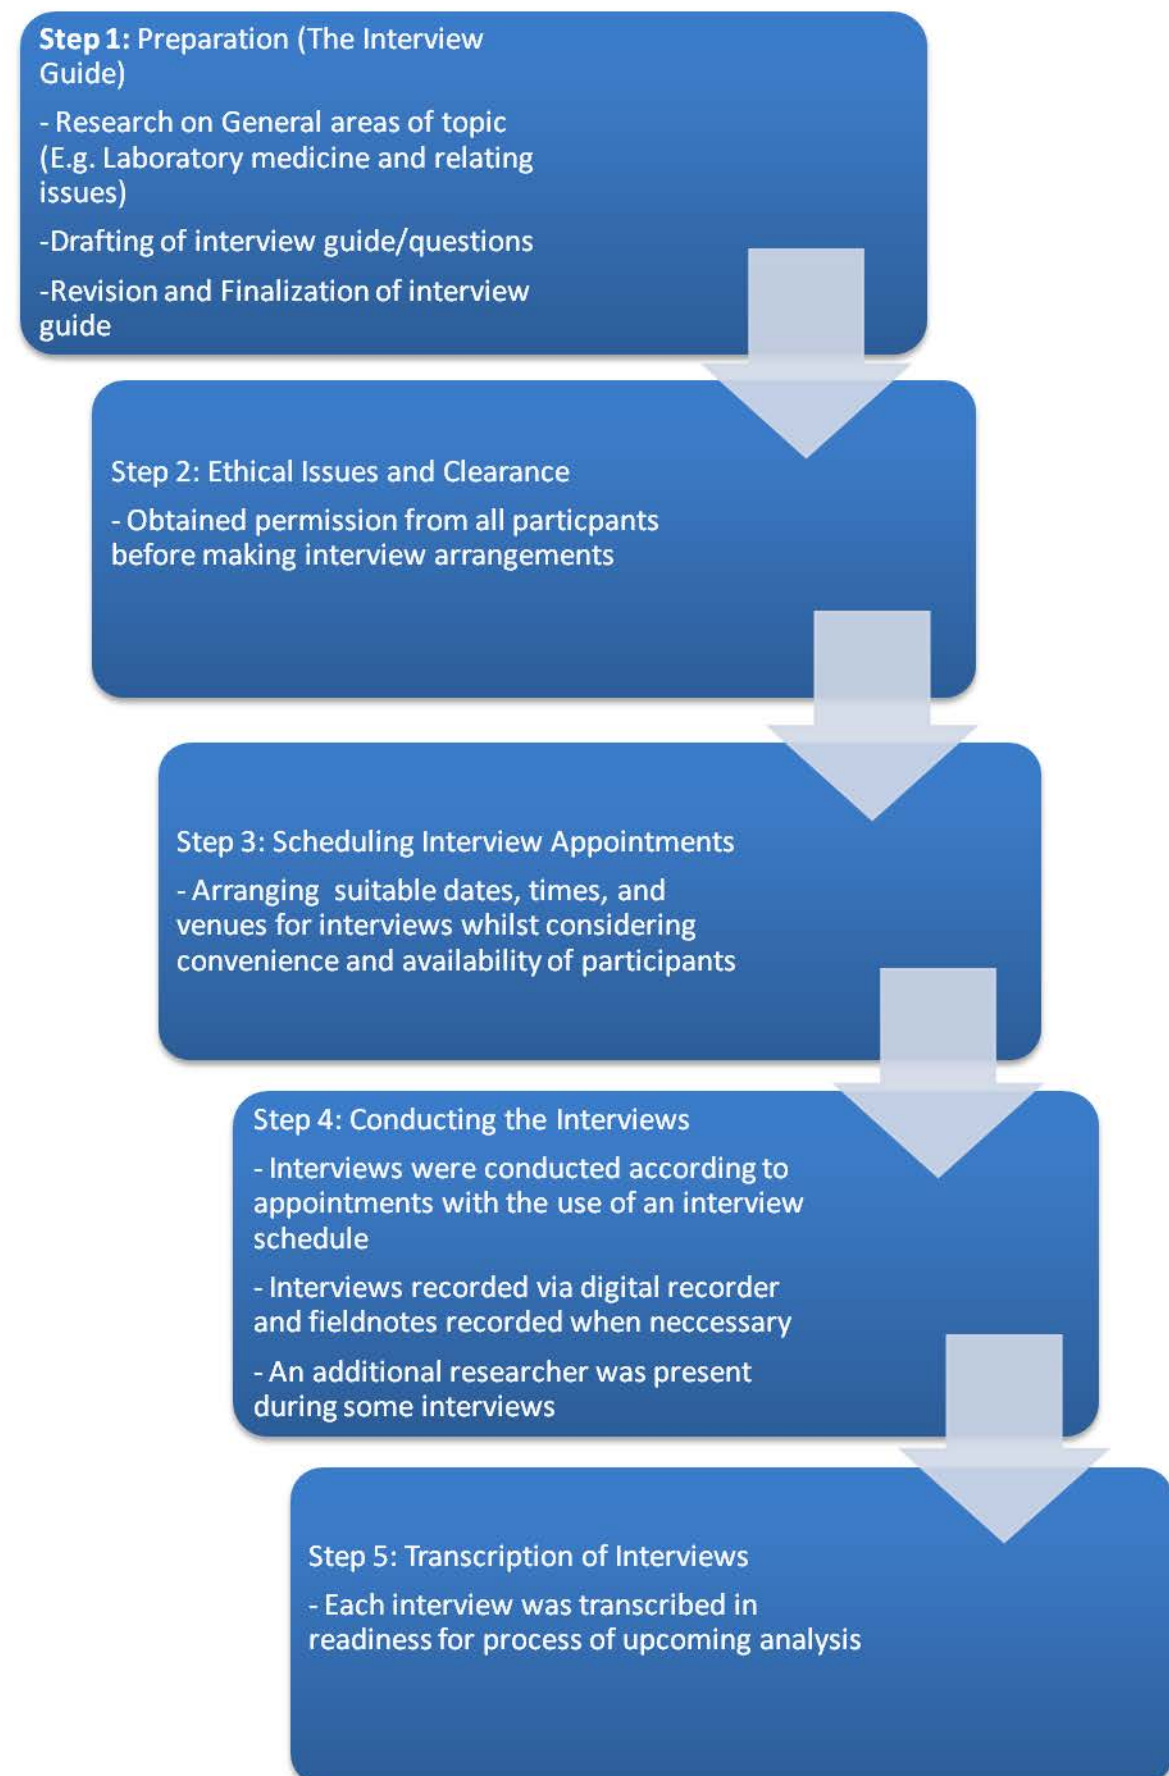 Step 1: Preparation (The Interview
Guide)
- Research on General areas of topic
(E.g. Laboratory medicine and relating
issues)
-Drafting of interview guide/questions
-Revision and Finalization of interview
guide
Step 2: Ethical Issues and Clearance
- Obtained permission from all particpants
before making interview arrangements
Step 3: Scheduling Interview Appointments
- Arranging  suitable dates, times, and
venues for interviews whilst considering
convenience and availability of participants
Step 4: Conducting the Interviews
- Interviews were conducted according to
appointments with the use of an interview
schedule
- Interviews recorded via digital recorder
and fieldnotes recorded when neccessary
- An additional researcher was present
during some interviews
Step 5: Transcription of Interviews
- Each interview was transcribed in
readiness for process of upcoming analysis